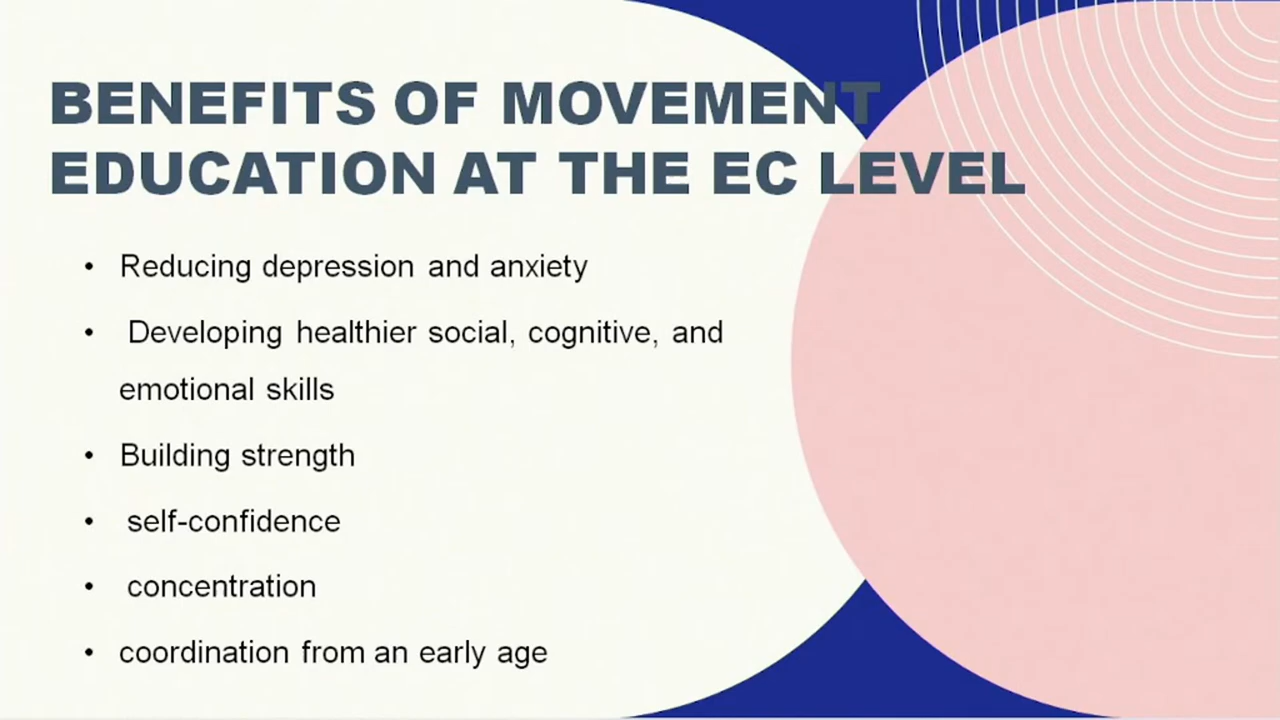 BENEFITS OF MOVEMENT
EDUCATION AT THE EC LEVEL
• Reducing depression and anxiety
• Developing healthier social, cognitive, and
emotional skills
• Building strength
• self-confidence
• concentration
• coordination from an early age